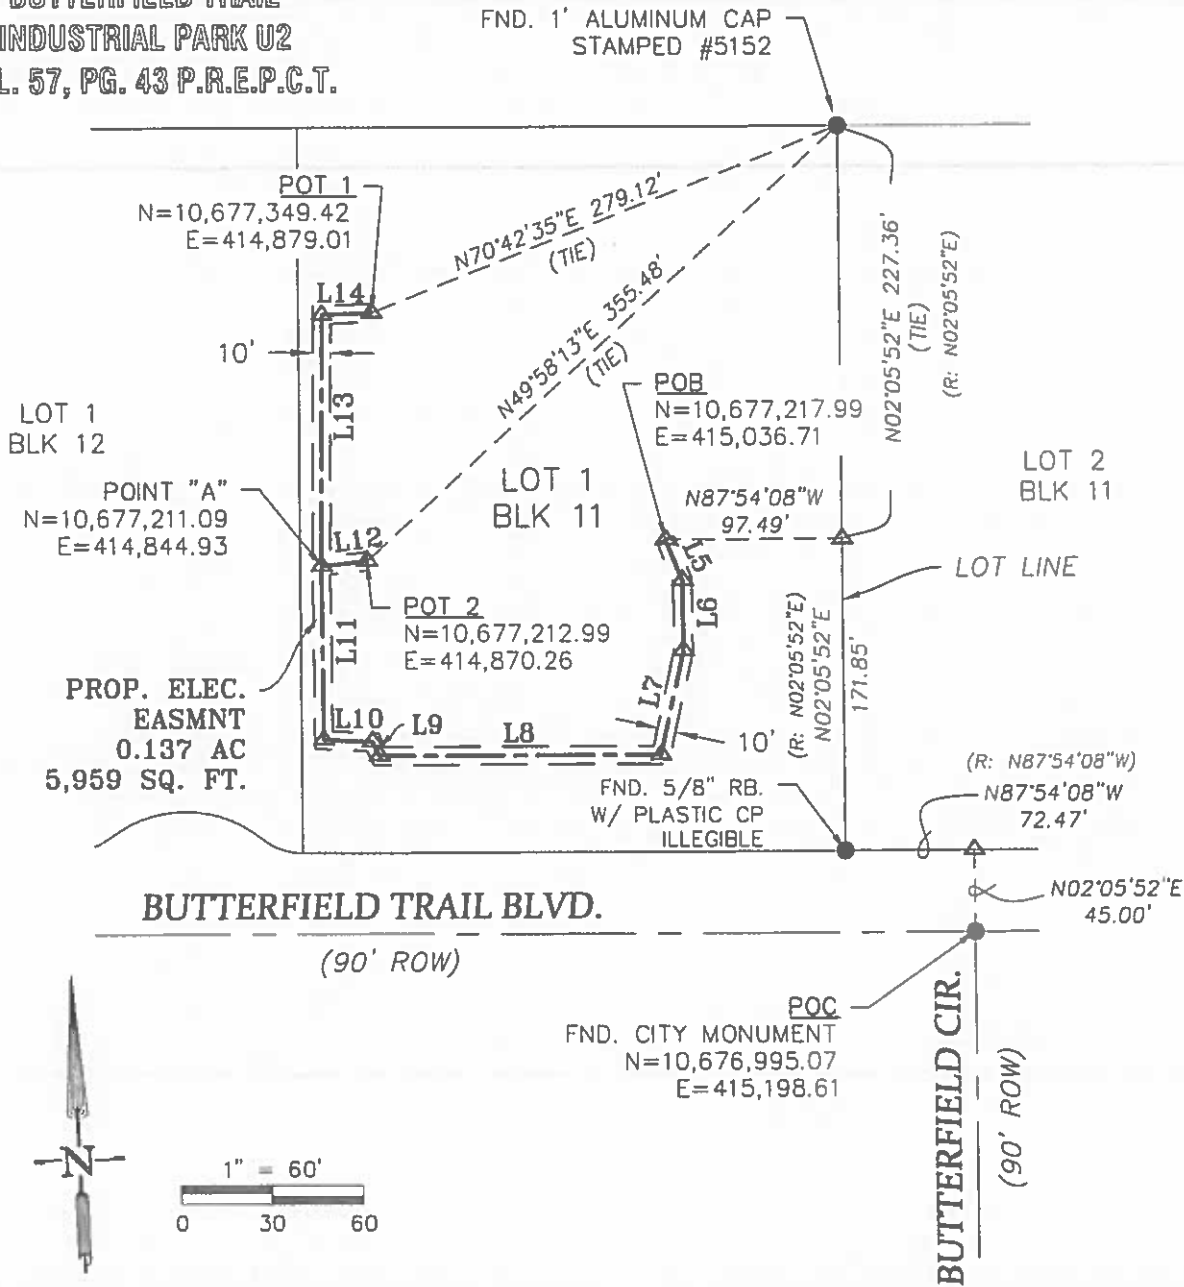 BUTTERFIELD TRAIL
INDUSTRIAL PARK U2
L. 57, PG. 43 P.R.E.P.C.T.
FND. 1' ALUMINUM CAP
STAMPED #5152
POT 1
N=10,677,349.42
E=414,879.01
N70°42'35"E 279.12'
(TIE)
N49°58'13"E 355.48'
(TIE)
N02°05'52"E 227.36'
(TIE)
(R: N02°05'52"E)
L14
10'
L13
LOT 1
BLK 12
POB
N=10,677,217.99
E=415,036.71
LOT 1
BLK 11
LOT 2
BLK 11
N87°54'08"W
97.49'
POINT "A"
N=10,677,211.09
E=414,844.93
L12
L5
L6
LOT LINE
POT 2
N=10,677,212.99
E=414,870.26
L11
(R: N02°05'52"E)
N02°05'52"E
171.85'
PROP. ELEC.
EASMNT
0.137 AC
5,959 SQ. FT.
L10
L9
L8
L7
10'
FND. 5/8" RB.
W/ PLASTIC CP
ILLEGIBLE
(R: N87°54'08"W)
N87°54'08"W
72.47'
N02°05'52"E
45.00'
BUTTERFIELD TRAIL BLVD.
(90' ROW)
POC
FND. CITY MONUMENT
N=10,676,995.07
E=415,198.61
BUTTERFIELD CIR.
(90' ROW)
N
1" = 60'
0 30 60